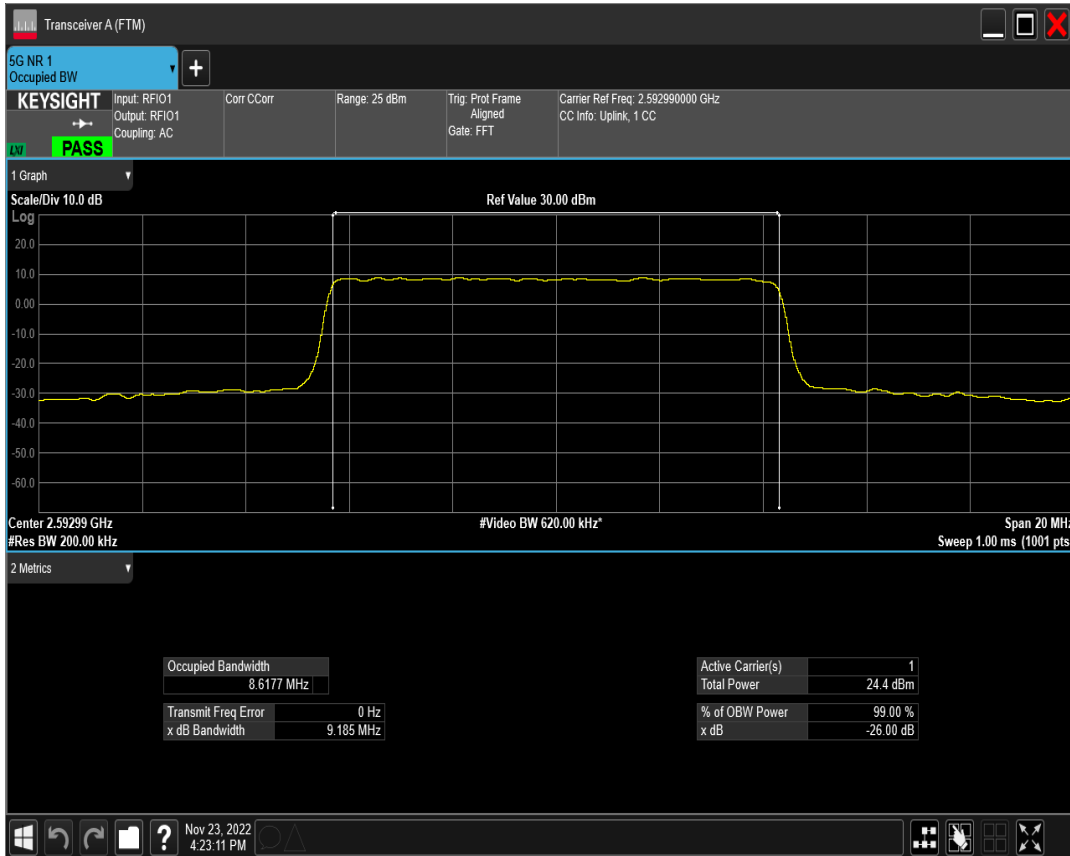 Transceiver A (FTM)
5G NR 1
Occupied BW
+
KEYSIGHT
LXI
PASS
Input: RFIO1
Output: RFIO1
Coupling: AC
Corr CCorr
Range: 25 dBm
Trig: Prot Frame
Aligned
Gate: FFT
Carrier Ref Freq: 2.592990000 GHz
CC Info: Uplink, 1 CC
1 Graph
Scale/Div 10.0 dB
Ref Value 30.00 dBm
Log
20.0
10.0
0.00
-10.0
-20.0
-30.0
-40.0
-50.0
-60.0
Center 2.59299 GHz
#Video BW 620.00 kHz*
Span 20 MHz
#Res BW 200.00 kHz
Sweep 1.00 ms (1001 pts
2 Metrics
Occupied Bandwidth
8.6177 MHz
Transmit Freq Error 0 Hz
x dB Bandwidth 9.185 MHz
Active Carrier(s) 1
Total Power 24.4 dBm
% of OBW Power 99.00 %
x dB -26.00 dB
?
Nov 23, 2022
4:23:11 PM